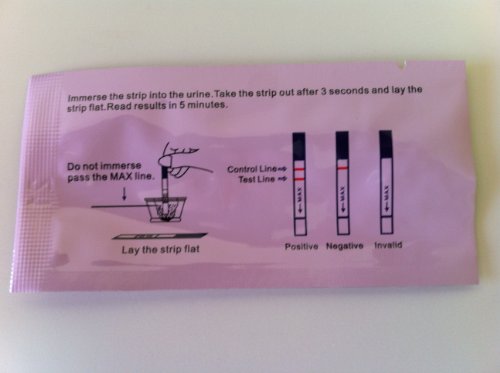 Immerse the strip into the urine.Take the strip out after 3 seconds and lay the
strip flat.Read results in 5 minutes.
Do not immerse
pass the MAX line.
Control Line
Test Line
MAX
MAX
MAX
Lay the strip flat
Positive Negative Invalid